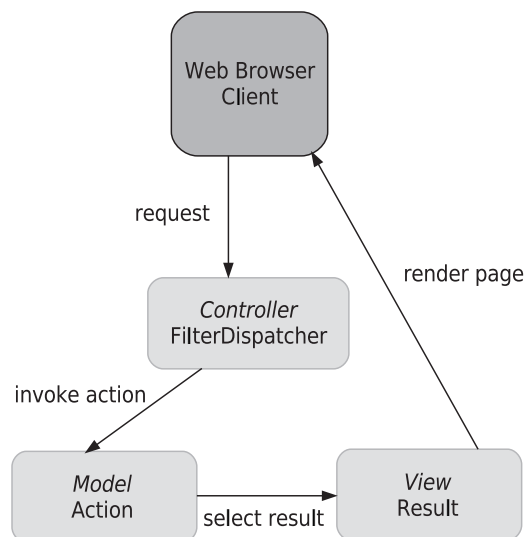 Web Browser
Client
request
render page
Controller
FilterDispatcher
invoke action
Model
Action
select result
View
Result